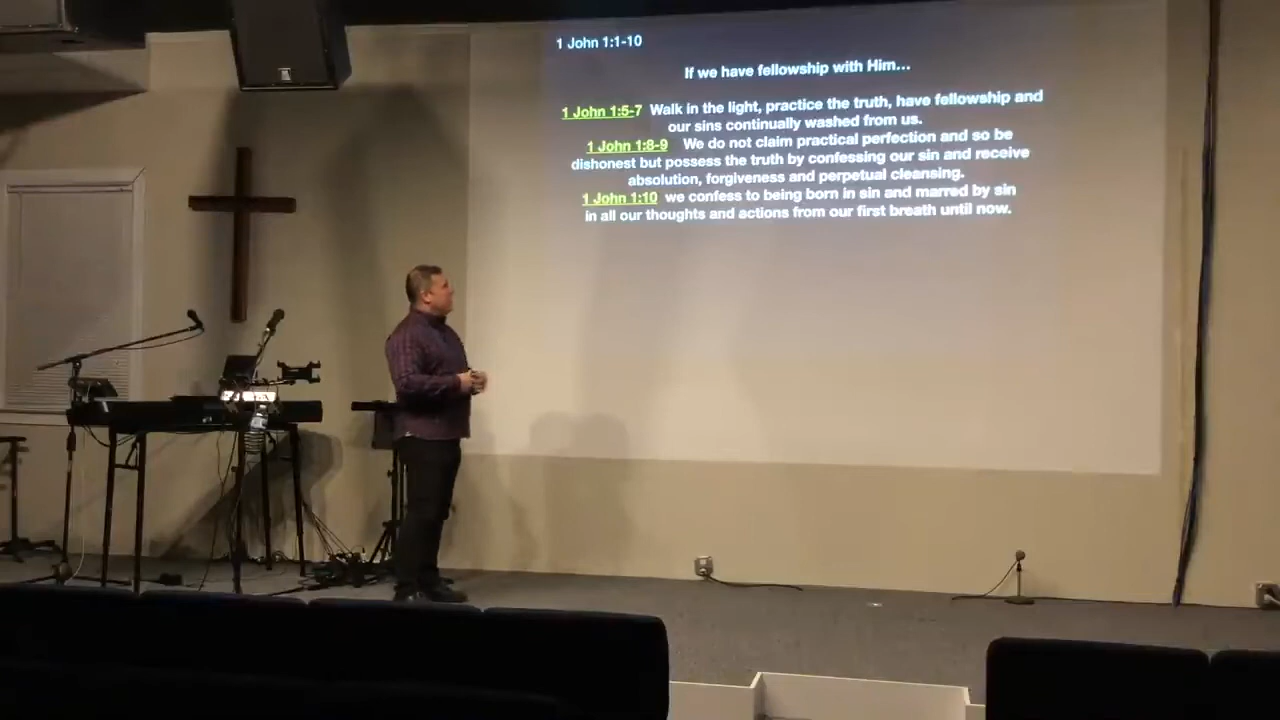 1 John 1:1-10
If we have fellowship with Him...
1 John 1:5-7 Walk in the light, practice the truth, have fellowship and
our sins continually washed from us.
1 John 1:8-9 We do not claim practical perfection and so be
dishonest but possess the truth by confessing our sin and receive
absolution, forgiveness and perpetual cleansing.
1 John 1:10 we confess to being born in sin and marred by sin
in all our thoughts and actions from our first breath until now.